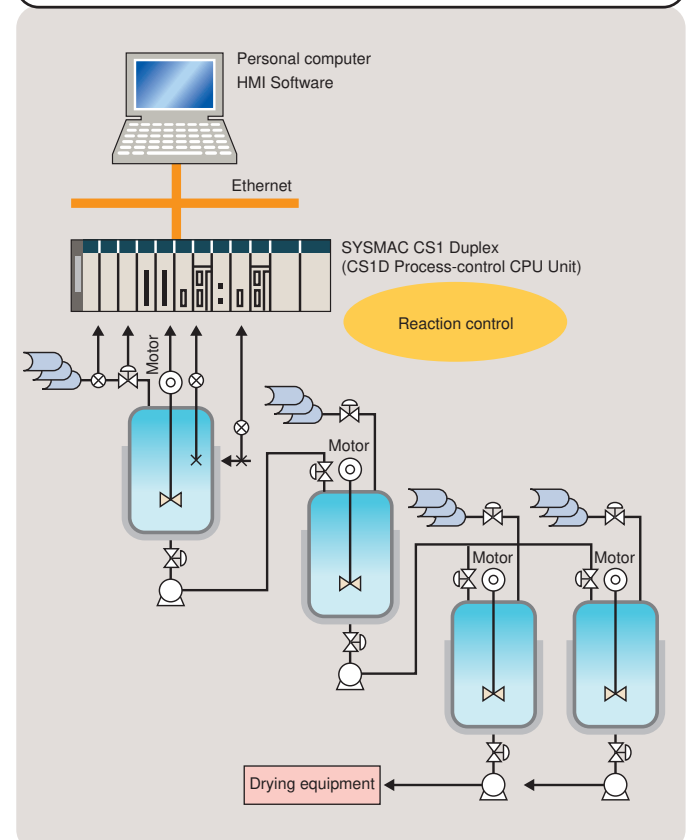 Personal computer
HMI Software
Ethernet
SYSMAC CS1 Duplex
(CS1D Process-control CPU Unit)
Reaction control
Motor
Motor
Motor
Motor
Drying equipment